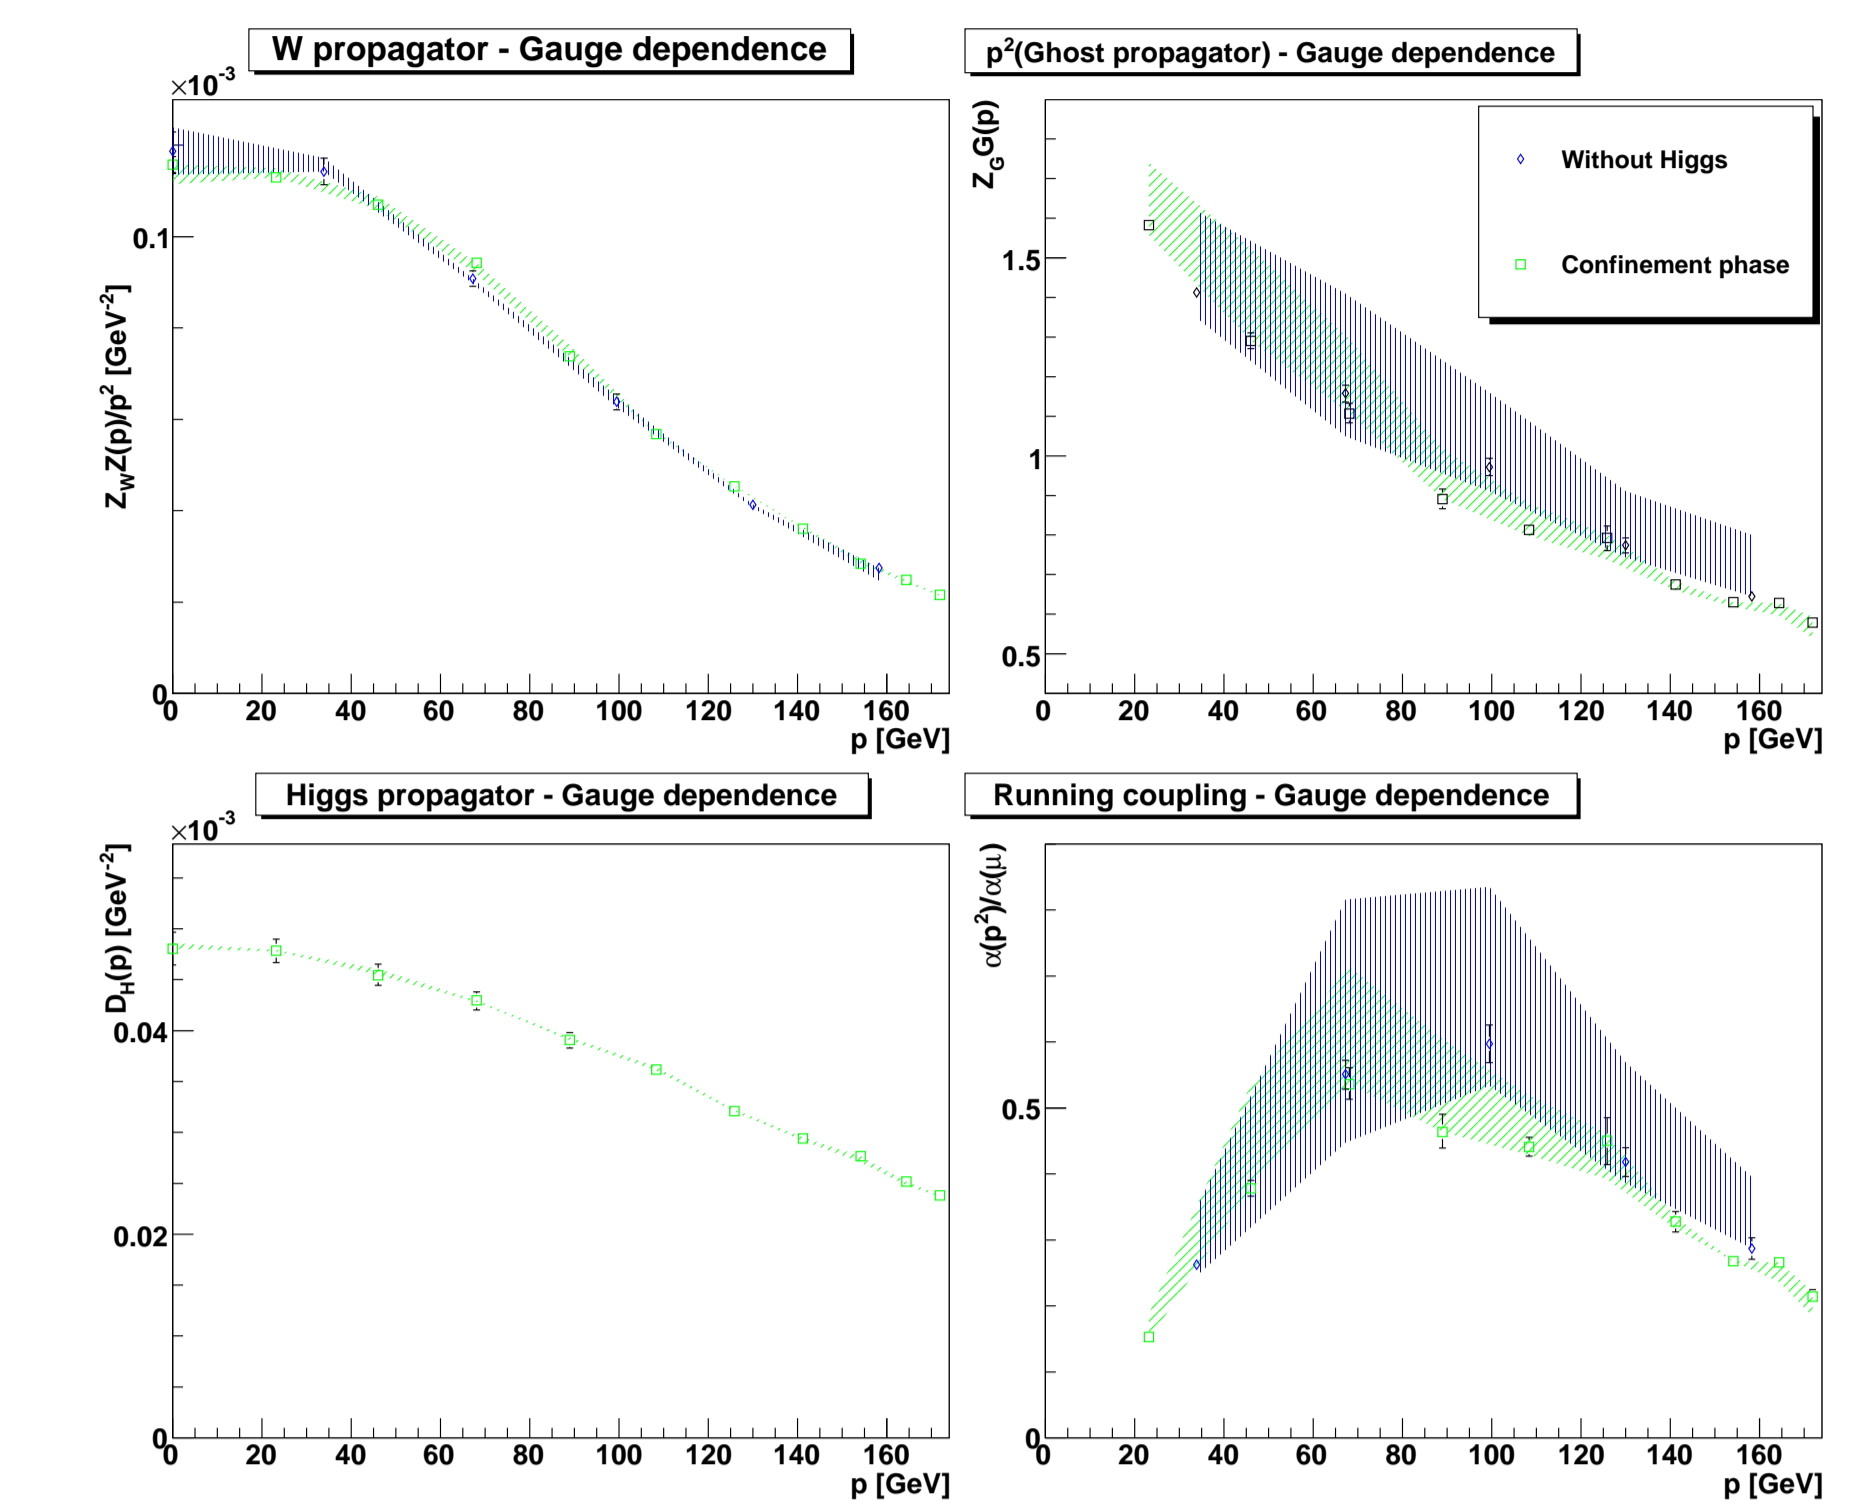 W propagator - Gauge dependence
×10⁻³
Z_W Z(p)/p² [GeV⁻²]
0.1
0
0 20 40 60 80 100 120 140 160
p [GeV]
p²(Ghost propagator) - Gauge dependence
Z_G G(p)
Without Higgs
Confinement phase
1.5
1
0.5
0 20 40 60 80 100 120 140 160
p [GeV]
Higgs propagator - Gauge dependence
×10⁻³
D_H(p) [GeV⁻²]
0.04
0.02
0
0 20 40 60 80 100 120 140 160
p [GeV]
Running coupling - Gauge dependence
α(p²)/α(μ)
0.5
0
0 20 40 60 80 100 120 140 160
p [GeV]